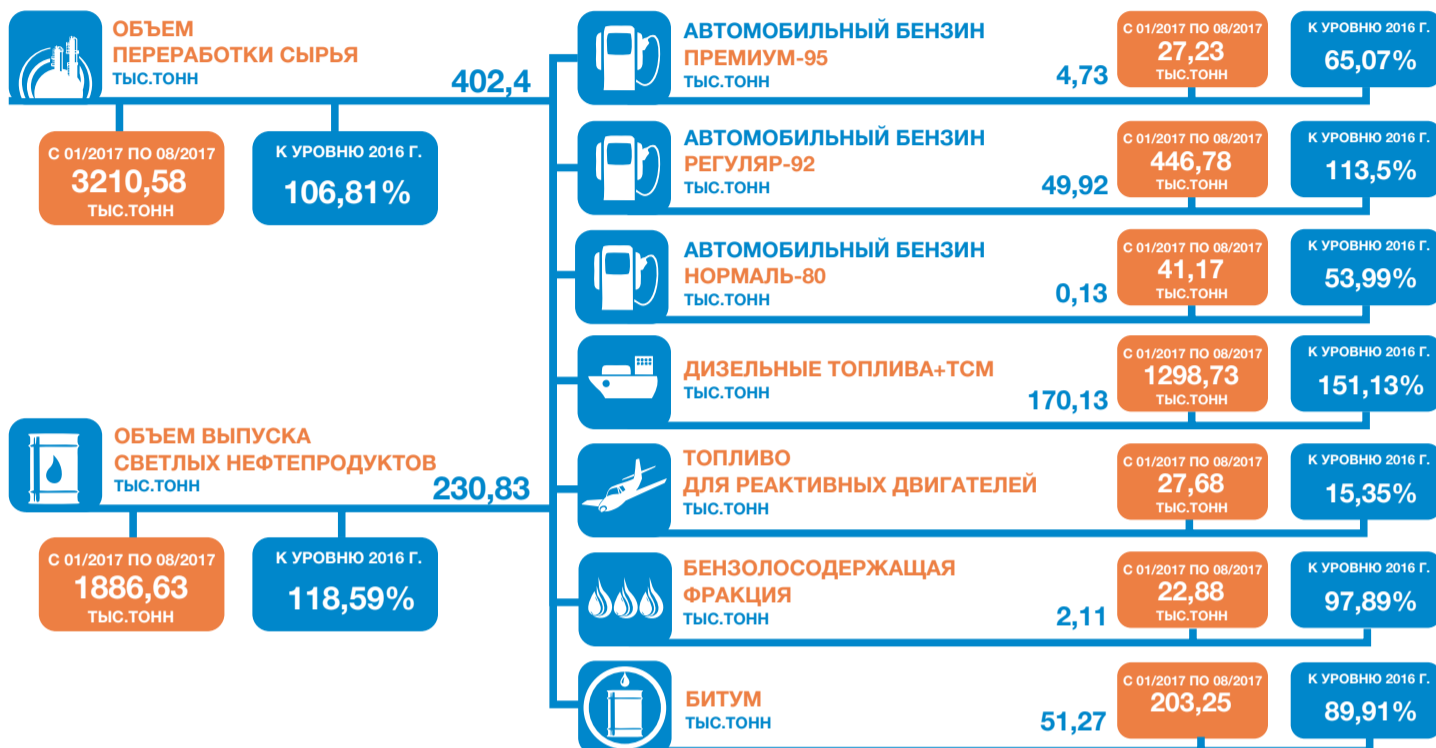 ОБЪЕМ
ПЕРЕРАБОТКИ СЫРЬЯ
ТЫС.ТОНН
402,4
С 01/2017 ПО 08/2017
3210,58
ТЫС.ТОНН
К УРОВНЮ 2016 Г.
106,81%
ОБЪЕМ ВЫПУСКА
СВЕТЛЫХ НЕФТЕПРОДУКТОВ
ТЫС.ТОНН
230,83
С 01/2017 ПО 08/2017
1886,63
ТЫС.ТОНН
К УРОВНЮ 2016 Г.
118,59%
АВТОМОБИЛЬНЫЙ БЕНЗИН
ПРЕМИУМ-95
ТЫС.ТОНН
4,73
С 01/2017 ПО 08/2017
27,23
ТЫС.ТОНН
К УРОВНЮ 2016 Г.
65,07%
АВТОМОБИЛЬНЫЙ БЕНЗИН
РЕГУЛЯР-92
ТЫС.ТОНН
49,92
С 01/2017 ПО 08/2017
446,78
ТЫС.ТОНН
К УРОВНЮ 2016 Г.
113,5%
АВТОМОБИЛЬНЫЙ БЕНЗИН
НОРМАЛЬ-80
ТЫС.ТОНН
0,13
С 01/2017 ПО 08/2017
41,17
ТЫС.ТОНН
К УРОВНЮ 2016 Г.
53,99%
ДИЗЕЛЬНЫЕ ТОПЛИВА+ТСМ
ТЫС.ТОНН
170,13
С 01/2017 ПО 08/2017
1298,73
ТЫС.ТОНН
К УРОВНЮ 2016 Г.
151,13%
ТОПЛИВО
ДЛЯ РЕАКТИВНЫХ ДВИГАТЕЛЕЙ
ТЫС.ТОНН
С 01/2017 ПО 08/2017
27,68
ТЫС.ТОНН
К УРОВНЮ 2016 Г.
15,35%
БЕНЗОЛОСОДЕРЖАЩАЯ
ФРАКЦИЯ
ТЫС.ТОНН
2,11
С 01/2017 ПО 08/2017
22,88
ТЫС.ТОНН
К УРОВНЮ 2016 Г.
97,89%
БИТУМ
ТЫС.ТОНН
51,27
С 01/2017 ПО 08/2017
203,25
К УРОВНЮ 2016 Г.
89,91%